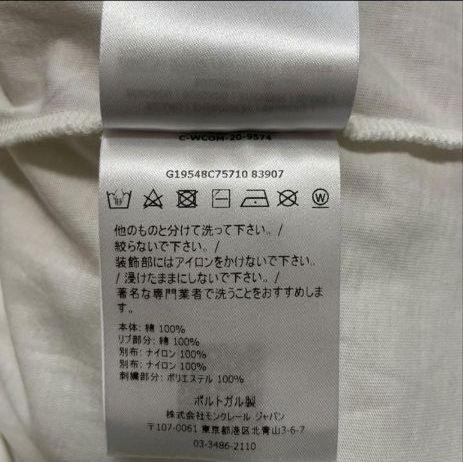 C-WCOM-20-9574
G19548C75710 83907
W
他のものと分けて洗って下さい。/
絞らないで下さい。/
装飾部にはアイロンをかけないで下さい。
/ 浸けたままにしないで下さい。/
著名な専門業者で洗うことをおすすめしま
す。
本体: 綿 100%
リブ部分: 綿 100%
別布: ナイロン 100%
別布: ナイロン 100%
刺繍部分: ポリエステル 100%
ポルトガル製
株式会社モンクレール ジャパン
〒107-0061 東京都港区北青山3-6-7
03-3486-2110